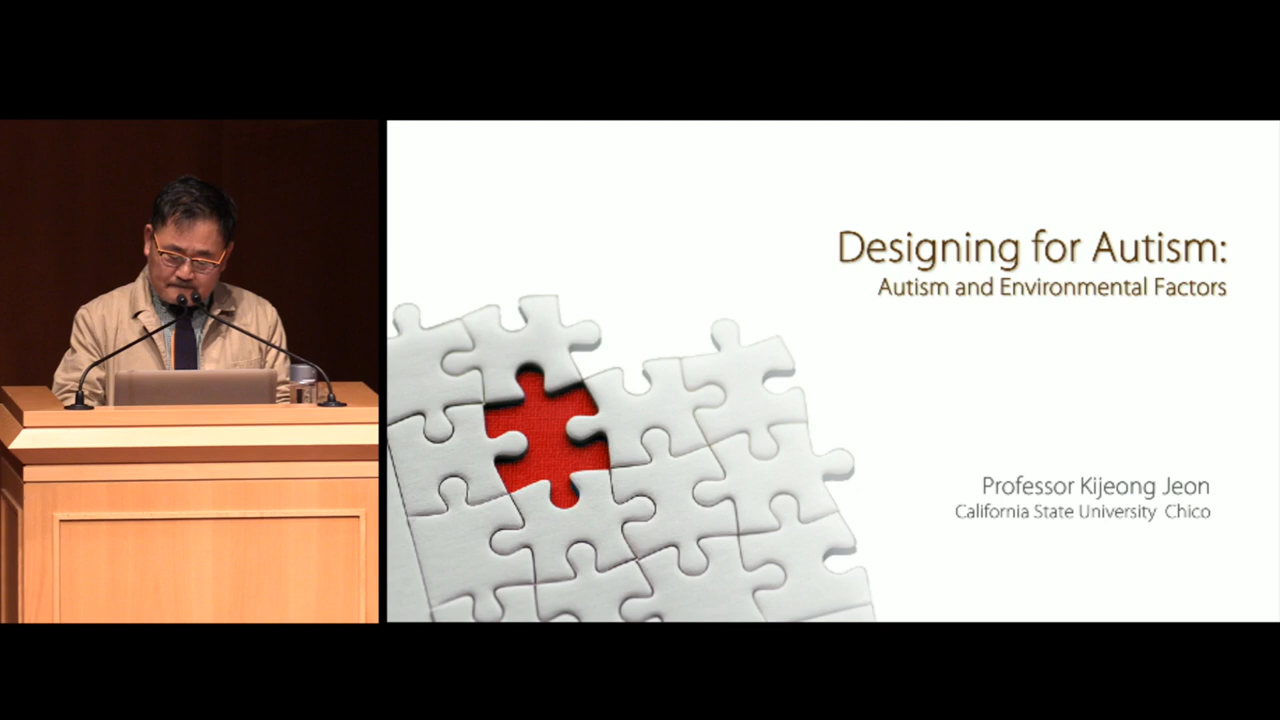 Designing for Autism:
Autism and Environmental Factors
Professor Kijeong Jeon
California State University Chico